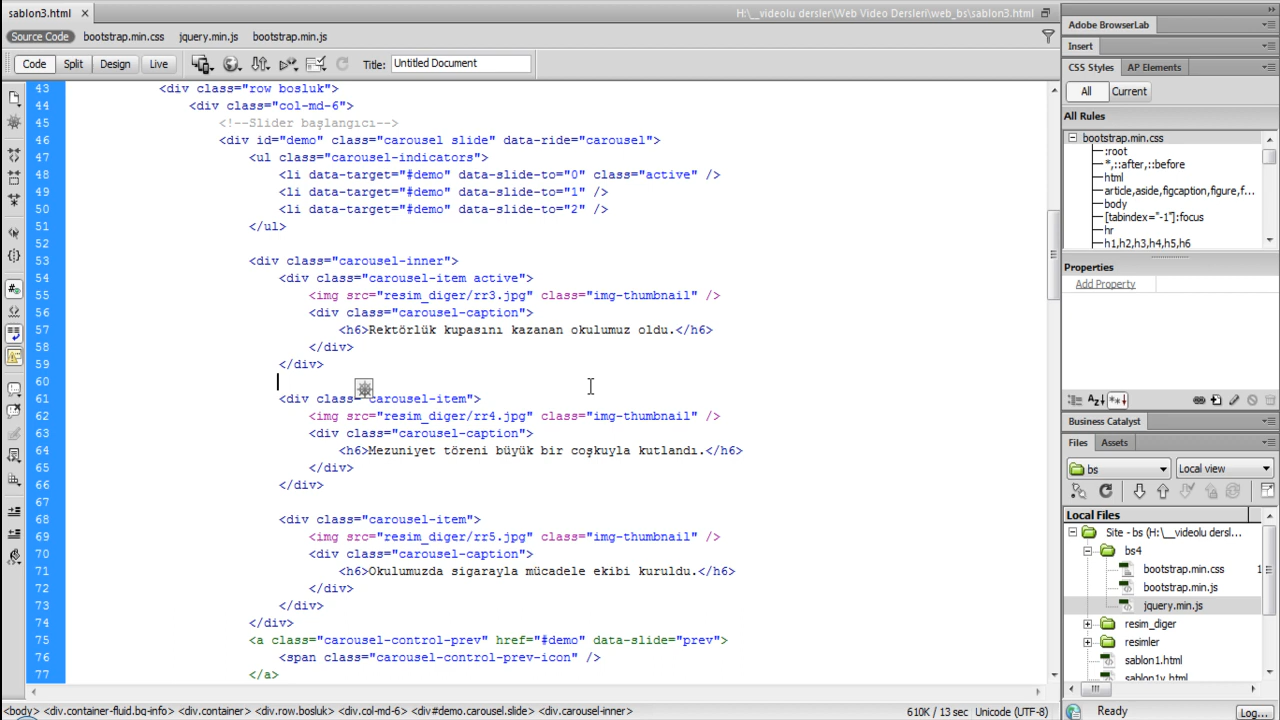 sablon3.html
H:\__videolu dersler\Web Video Dersleri\web_bs\sablon3.html
Source Code bootstrap.min.css jquery.min.js bootstrap.min.js
Code Split Design Live Title: Untitled Document
43 <div class="row bosluk">
44 <div class="col-md-6">
45 <!--Slider başlangıcı-->
46 <div id="demo" class="carousel slide" data-ride="carousel">
47 <ul class="carousel-indicators">
48 <li data-target="#demo" data-slide-to="0" class="active" />
49 <li data-target="#demo" data-slide-to="1" />
50 <li data-target="#demo" data-slide-to="2" />
51 </ul>
52
53 <div class="carousel-inner">
54 <div class="carousel-item active">
55 <img src="resim_diger/rr3.jpg" class="img-thumbnail" />
56 <div class="carousel-caption">
57 <h6>Rektörlük kupasını kazanan okulumuz oldu.</h6>
58 </div>
59 </div>
60
61 <div class="carousel-item">
62 <img src="resim_diger/rr4.jpg" class="img-thumbnail" />
63 <div class="carousel-caption">
64 <h6>Mezuniyet töreni büyük bir coşkuyla kutlandı.</h6>
65 </div>
66 </div>
67
68 <div class="carousel-item">
69 <img src="resim_diger/rr5.jpg" class="img-thumbnail" />
70 <div class="carousel-caption">
71 <h6>Okulumuzda sigarayla mücadele ekibi kuruldu.</h6>
72 </div>
73 </div>
74 </div>
75 <a class="carousel-control-prev" href="#demo" data-slide="prev">
76 <span class="carousel-control-prev-icon" />
77 </a>
<body> <div.container-fluid.bg-info> <div.container> <div.row.bosluk> <div.col-md-6> <div#demo.carousel.slide> <div.carousel-inner>
610K / 13 sec Unicode (UTF-8)
Adobe BrowserLab
Insert
CSS Styles AP Elements
All Current
All Rules
bootstrap.min.css
:root
*,::after,::before
html
article,aside,figcaption,figure,f...
body
[tabindex="-1"]:focus
hr
h1,h2,h3,h4,h5,h6
Properties
Add Property
Business Catalyst
Files Assets
bs Local view
Local Files
Site - bs (H:\__videolu dersl...
bs4
bootstrap.min.css 1
bootstrap.min.js
jquery.min.js
resim_diger
resimler
sablon1.html
sablon1y.html
Ready Log...